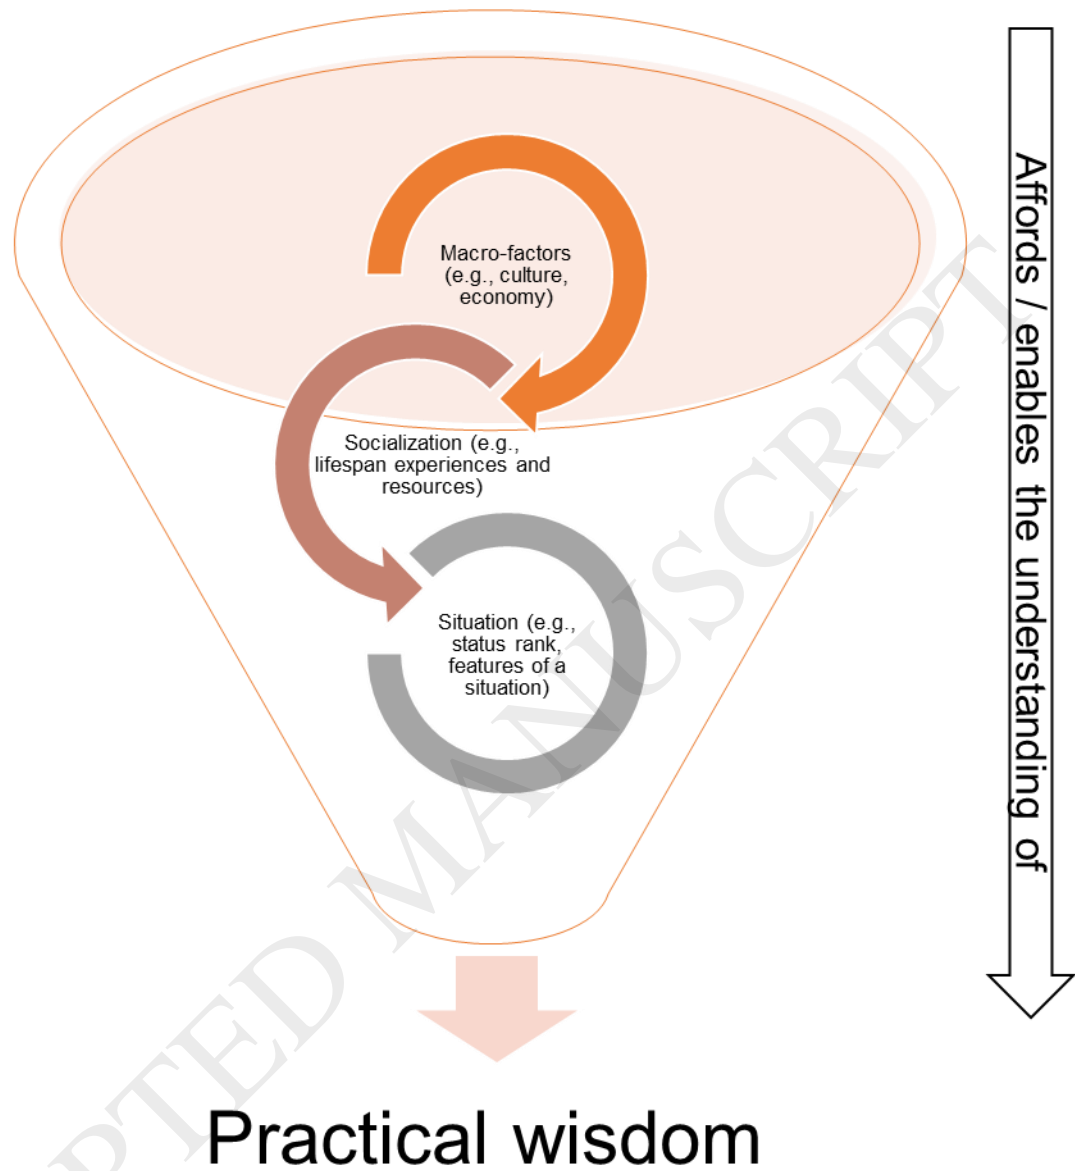 Macro-factors
(e.g., culture,
economy)
Socialization (e.g.,
lifespan experiences and
resources)
Situation (e.g.,
status rank,
features of a
situation)
Affords / enables the understanding of
Practical wisdom
PTED MANUSCRIPT